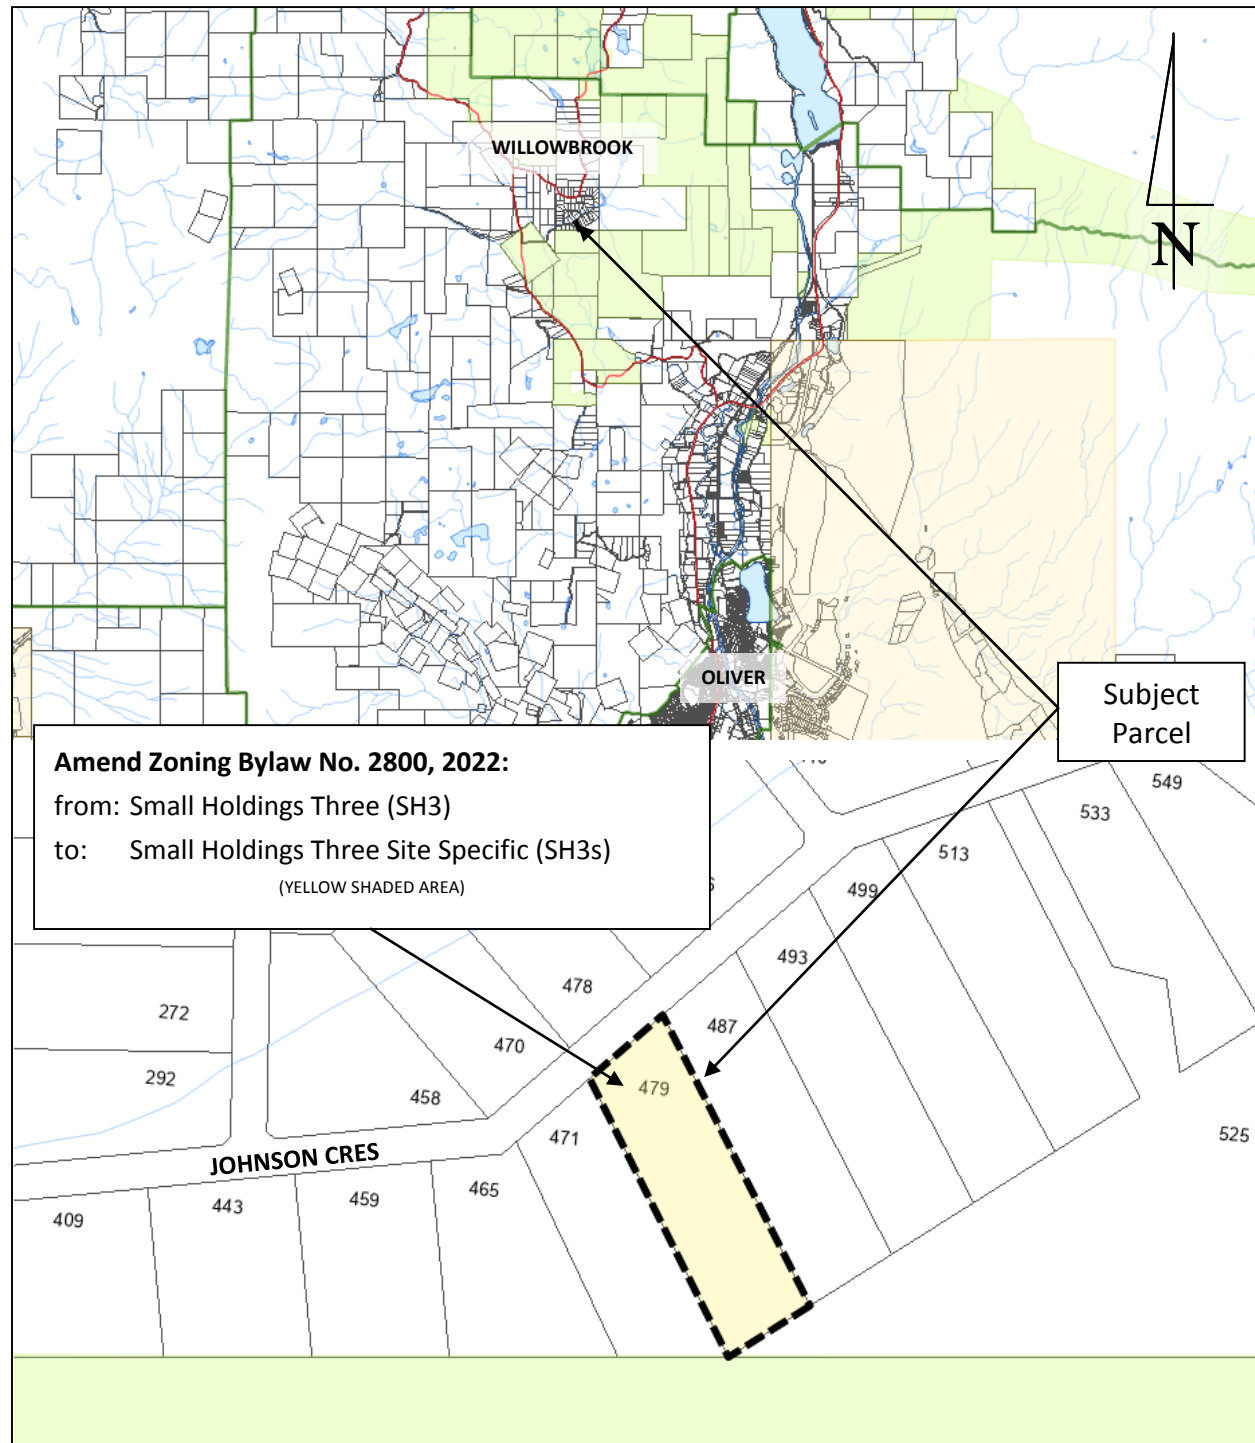 WILLOWBROOK
N
OLIVER
Subject
Parcel
Amend Zoning Bylaw No. 2800, 2022:
from: Small Holdings Three (SH3)
to: Small Holdings Three Site Specific (SH3s)
(YELLOW SHADED AREA)
549
533
513
499
493
478
272
487
470
479
292
458
471
525
JOHNSON CRES
465
459
443
409